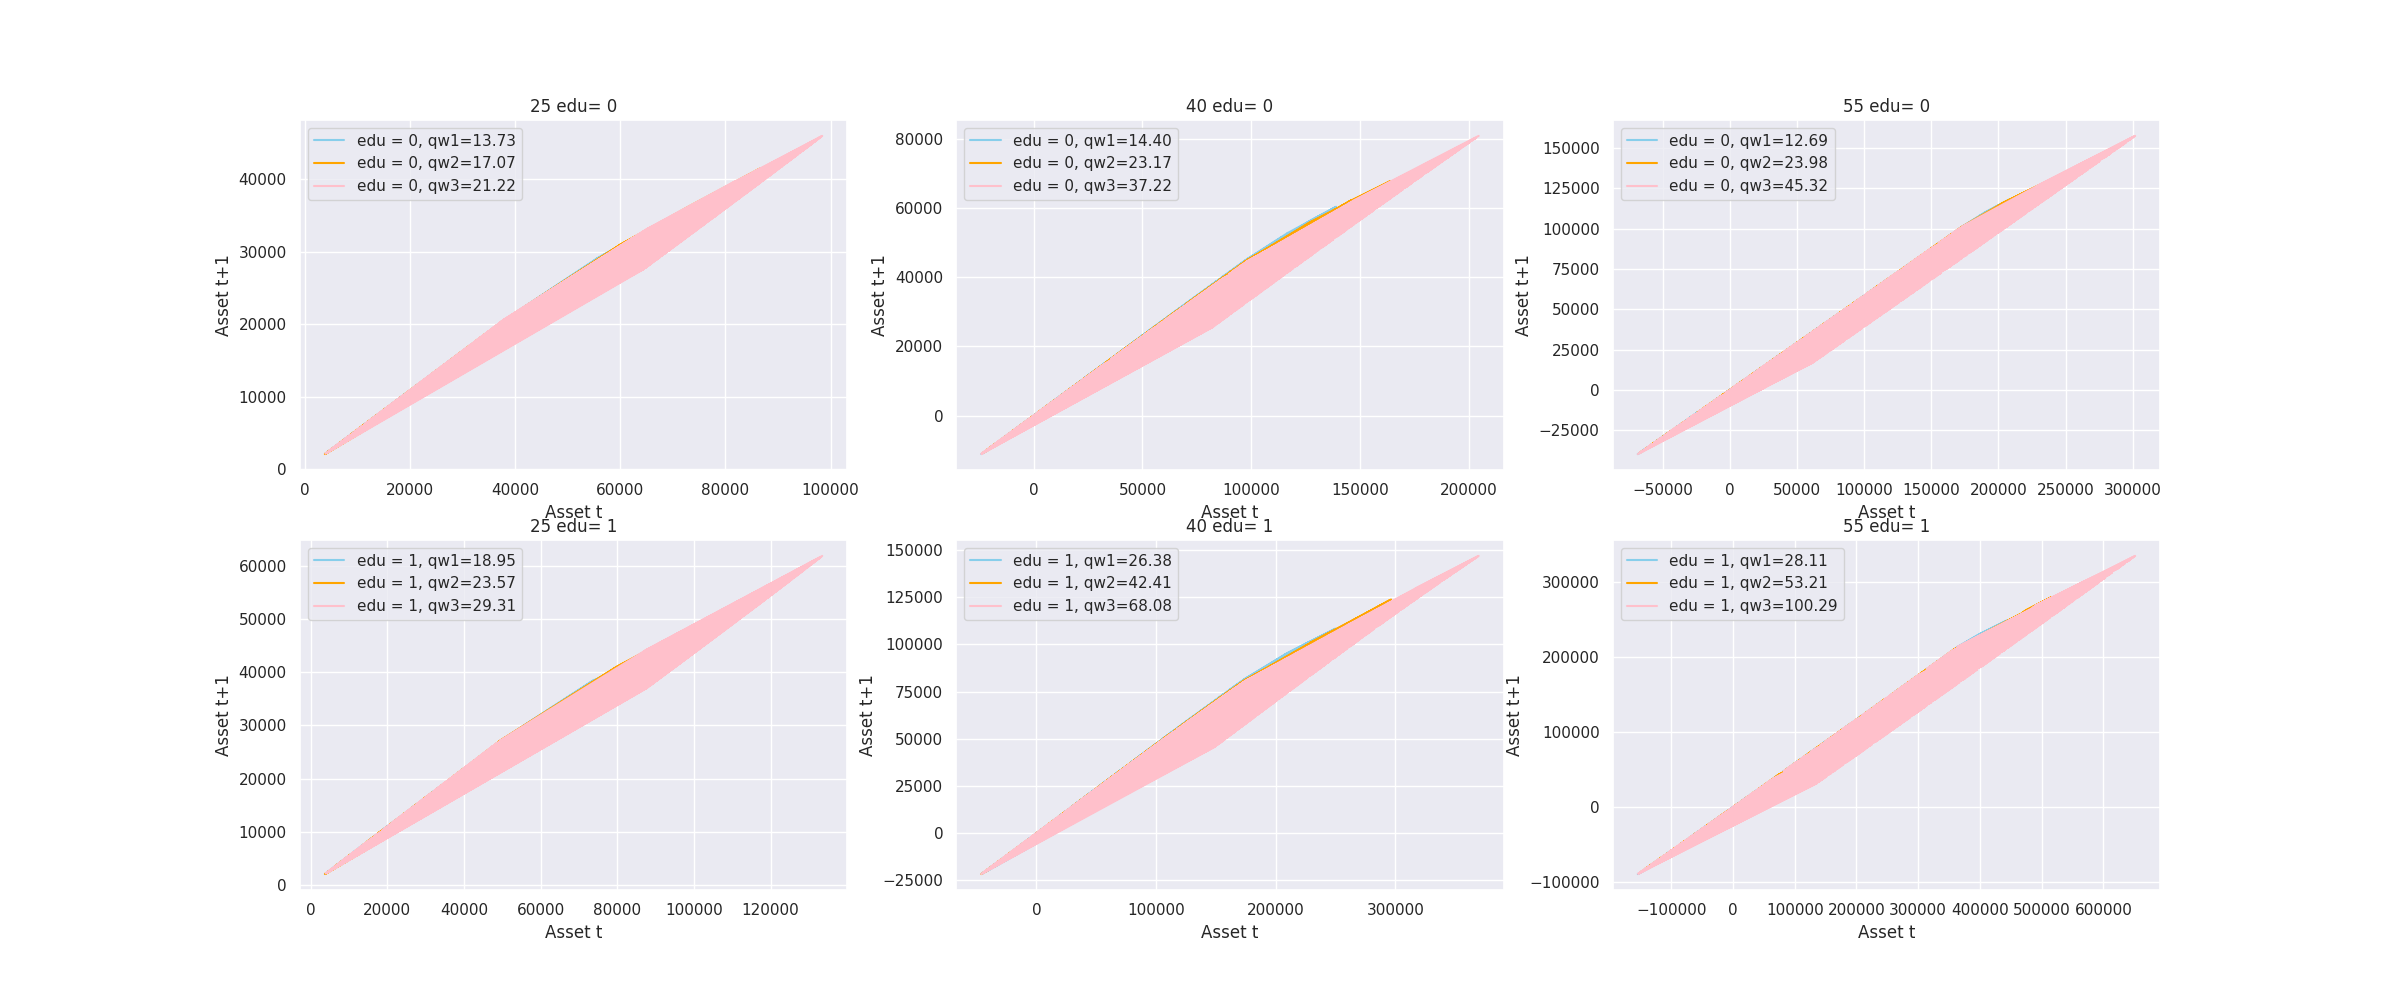 25 edu= 0
edu = 0, qw1=13.73
edu = 0, qw2=17.07
edu = 0, qw3=21.22
Asset t+1
40000
30000
20000
10000
0
0 20000 40000 60000 80000 100000
Asset t
40 edu= 0
edu = 0, qw1=14.40
edu = 0, qw2=23.17
edu = 0, qw3=37.22
Asset t+1
80000
60000
40000
20000
0
0 50000 100000 150000 200000
Asset t
55 edu= 0
edu = 0, qw1=12.69
edu = 0, qw2=23.98
edu = 0, qw3=45.32
Asset t+1
150000
125000
100000
75000
50000
25000
0
−25000
−50000 0 50000 100000 150000 200000 250000 300000
Asset t
25 edu= 1
edu = 1, qw1=18.95
edu = 1, qw2=23.57
edu = 1, qw3=29.31
Asset t+1
60000
50000
40000
30000
20000
10000
0
0 20000 40000 60000 80000 100000 120000
Asset t
40 edu= 1
edu = 1, qw1=26.38
edu = 1, qw2=42.41
edu = 1, qw3=68.08
Asset t+1
150000
125000
100000
75000
50000
25000
0
−25000
0 100000 200000 300000
Asset t
55 edu= 1
edu = 1, qw1=28.11
edu = 1, qw2=53.21
edu = 1, qw3=100.29
Asset t+1
300000
200000
100000
0
−100000
−100000 0 100000 200000 300000 400000 500000 600000
Asset t